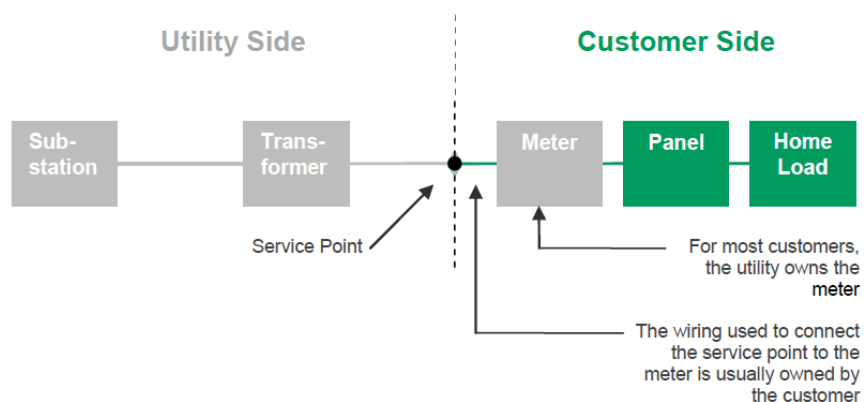 Utility Side
Customer Side
Sub-
station
Trans-
former
Meter
Panel
Home
Load
Service Point
For most customers,
the utility owns the
meter
The wiring used to connect
the service point to the
meter is usually owned by
the customer